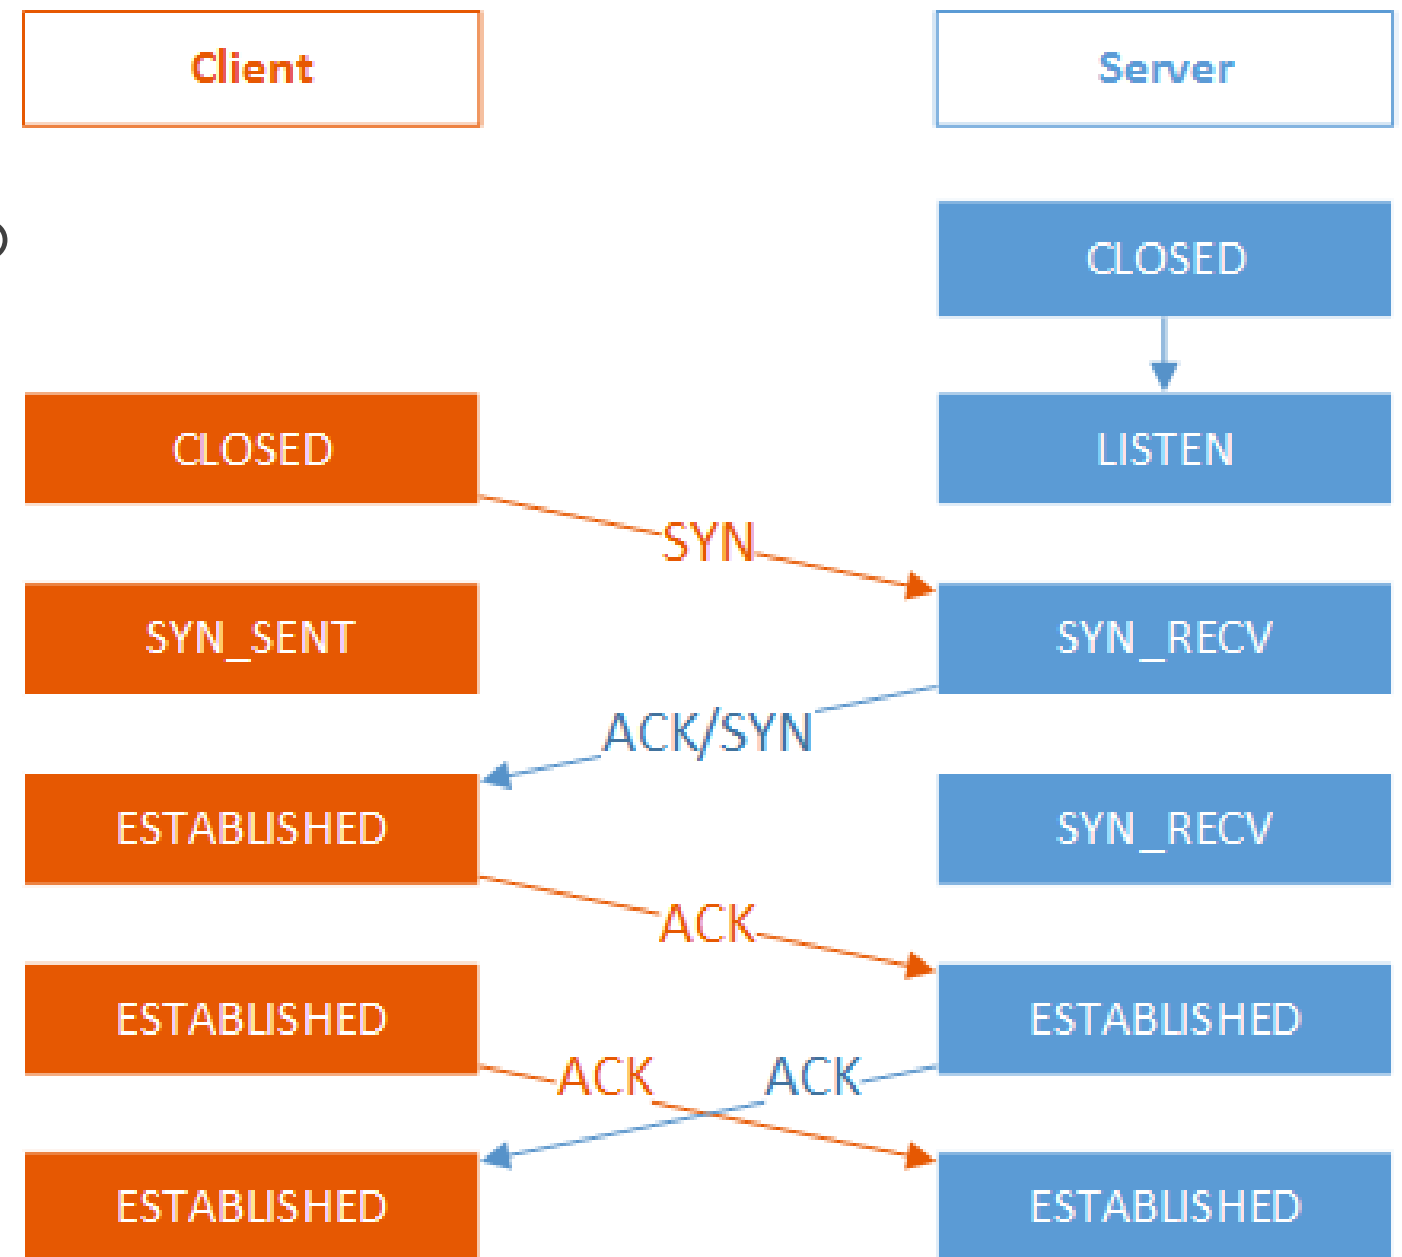 Client
Server
CLOSED
CLOSED
LISTEN
SYN
SYN_SENT
SYN_RECV
ACK/SYN
ESTABLISHED
SYN_RECV
ACK
ESTABLISHED
ESTABLISHED
ACK
ACK
ESTABLISHED
ESTABLISHED